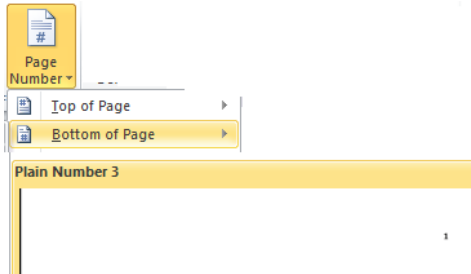 #
Page
Number
Top of Page
Bottom of Page
Plain Number 3
1